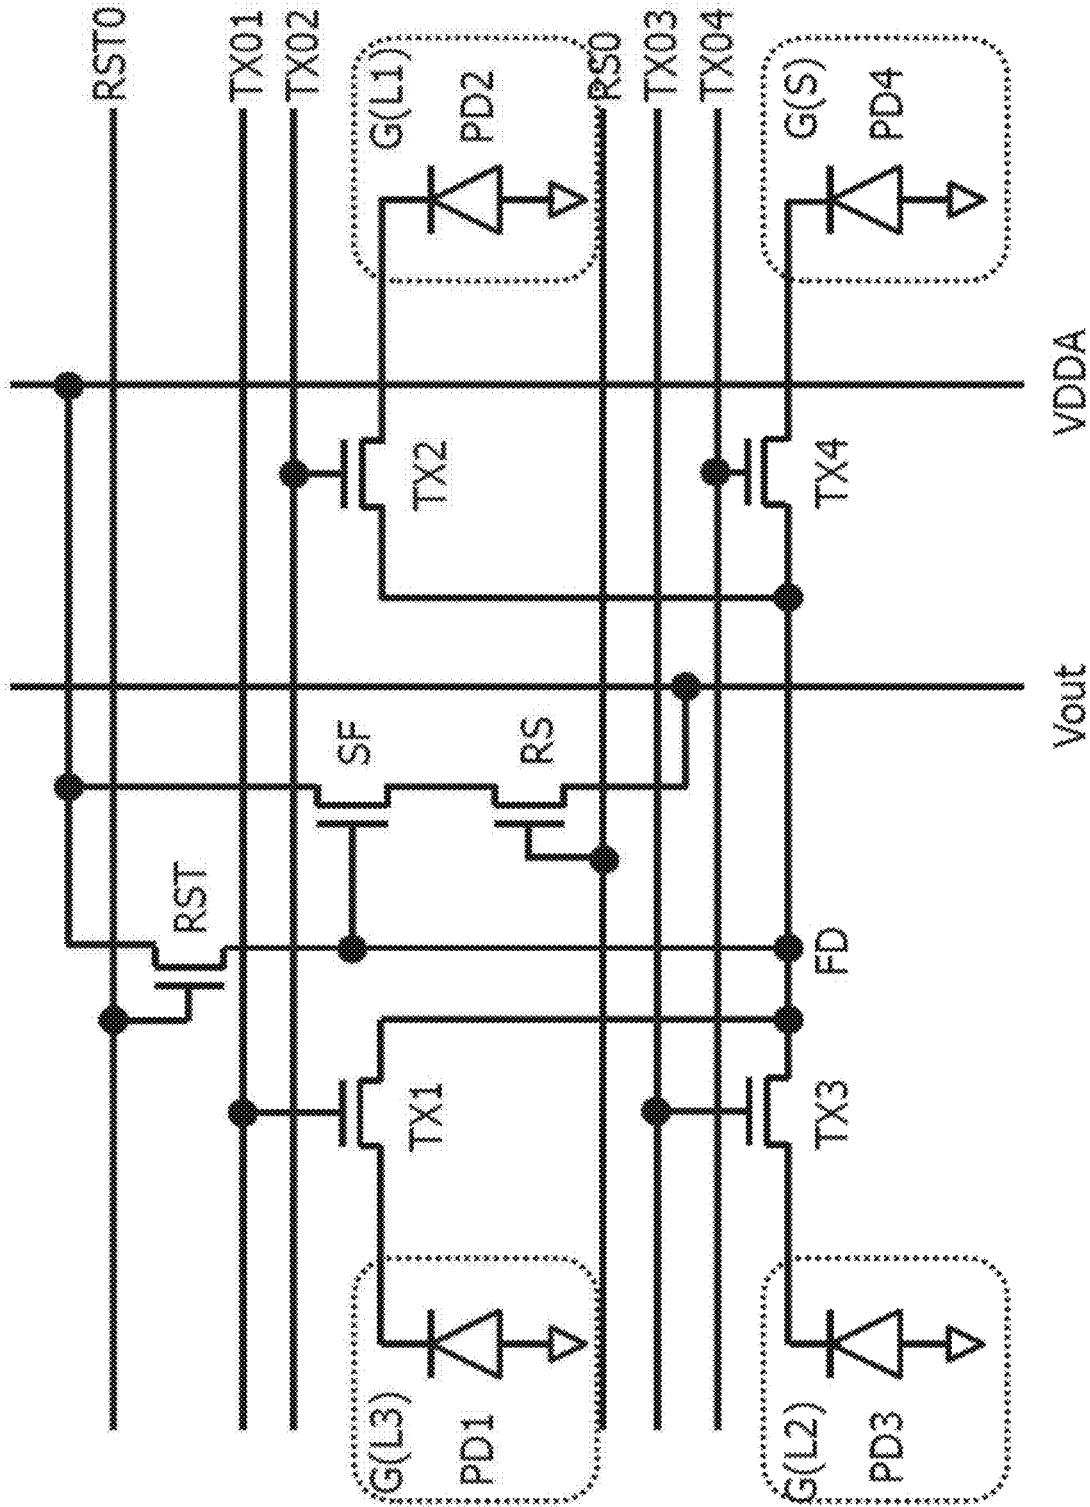 RST0
TX01
TX02
G(L1)
PD2
RS0
TX03
TX04
G(S)
PD4
VDDA
TX2
TX4
Vout
SF
RS
RST
FD
TX1
TX3
G(L3)
PD1
G(L2)
PD3